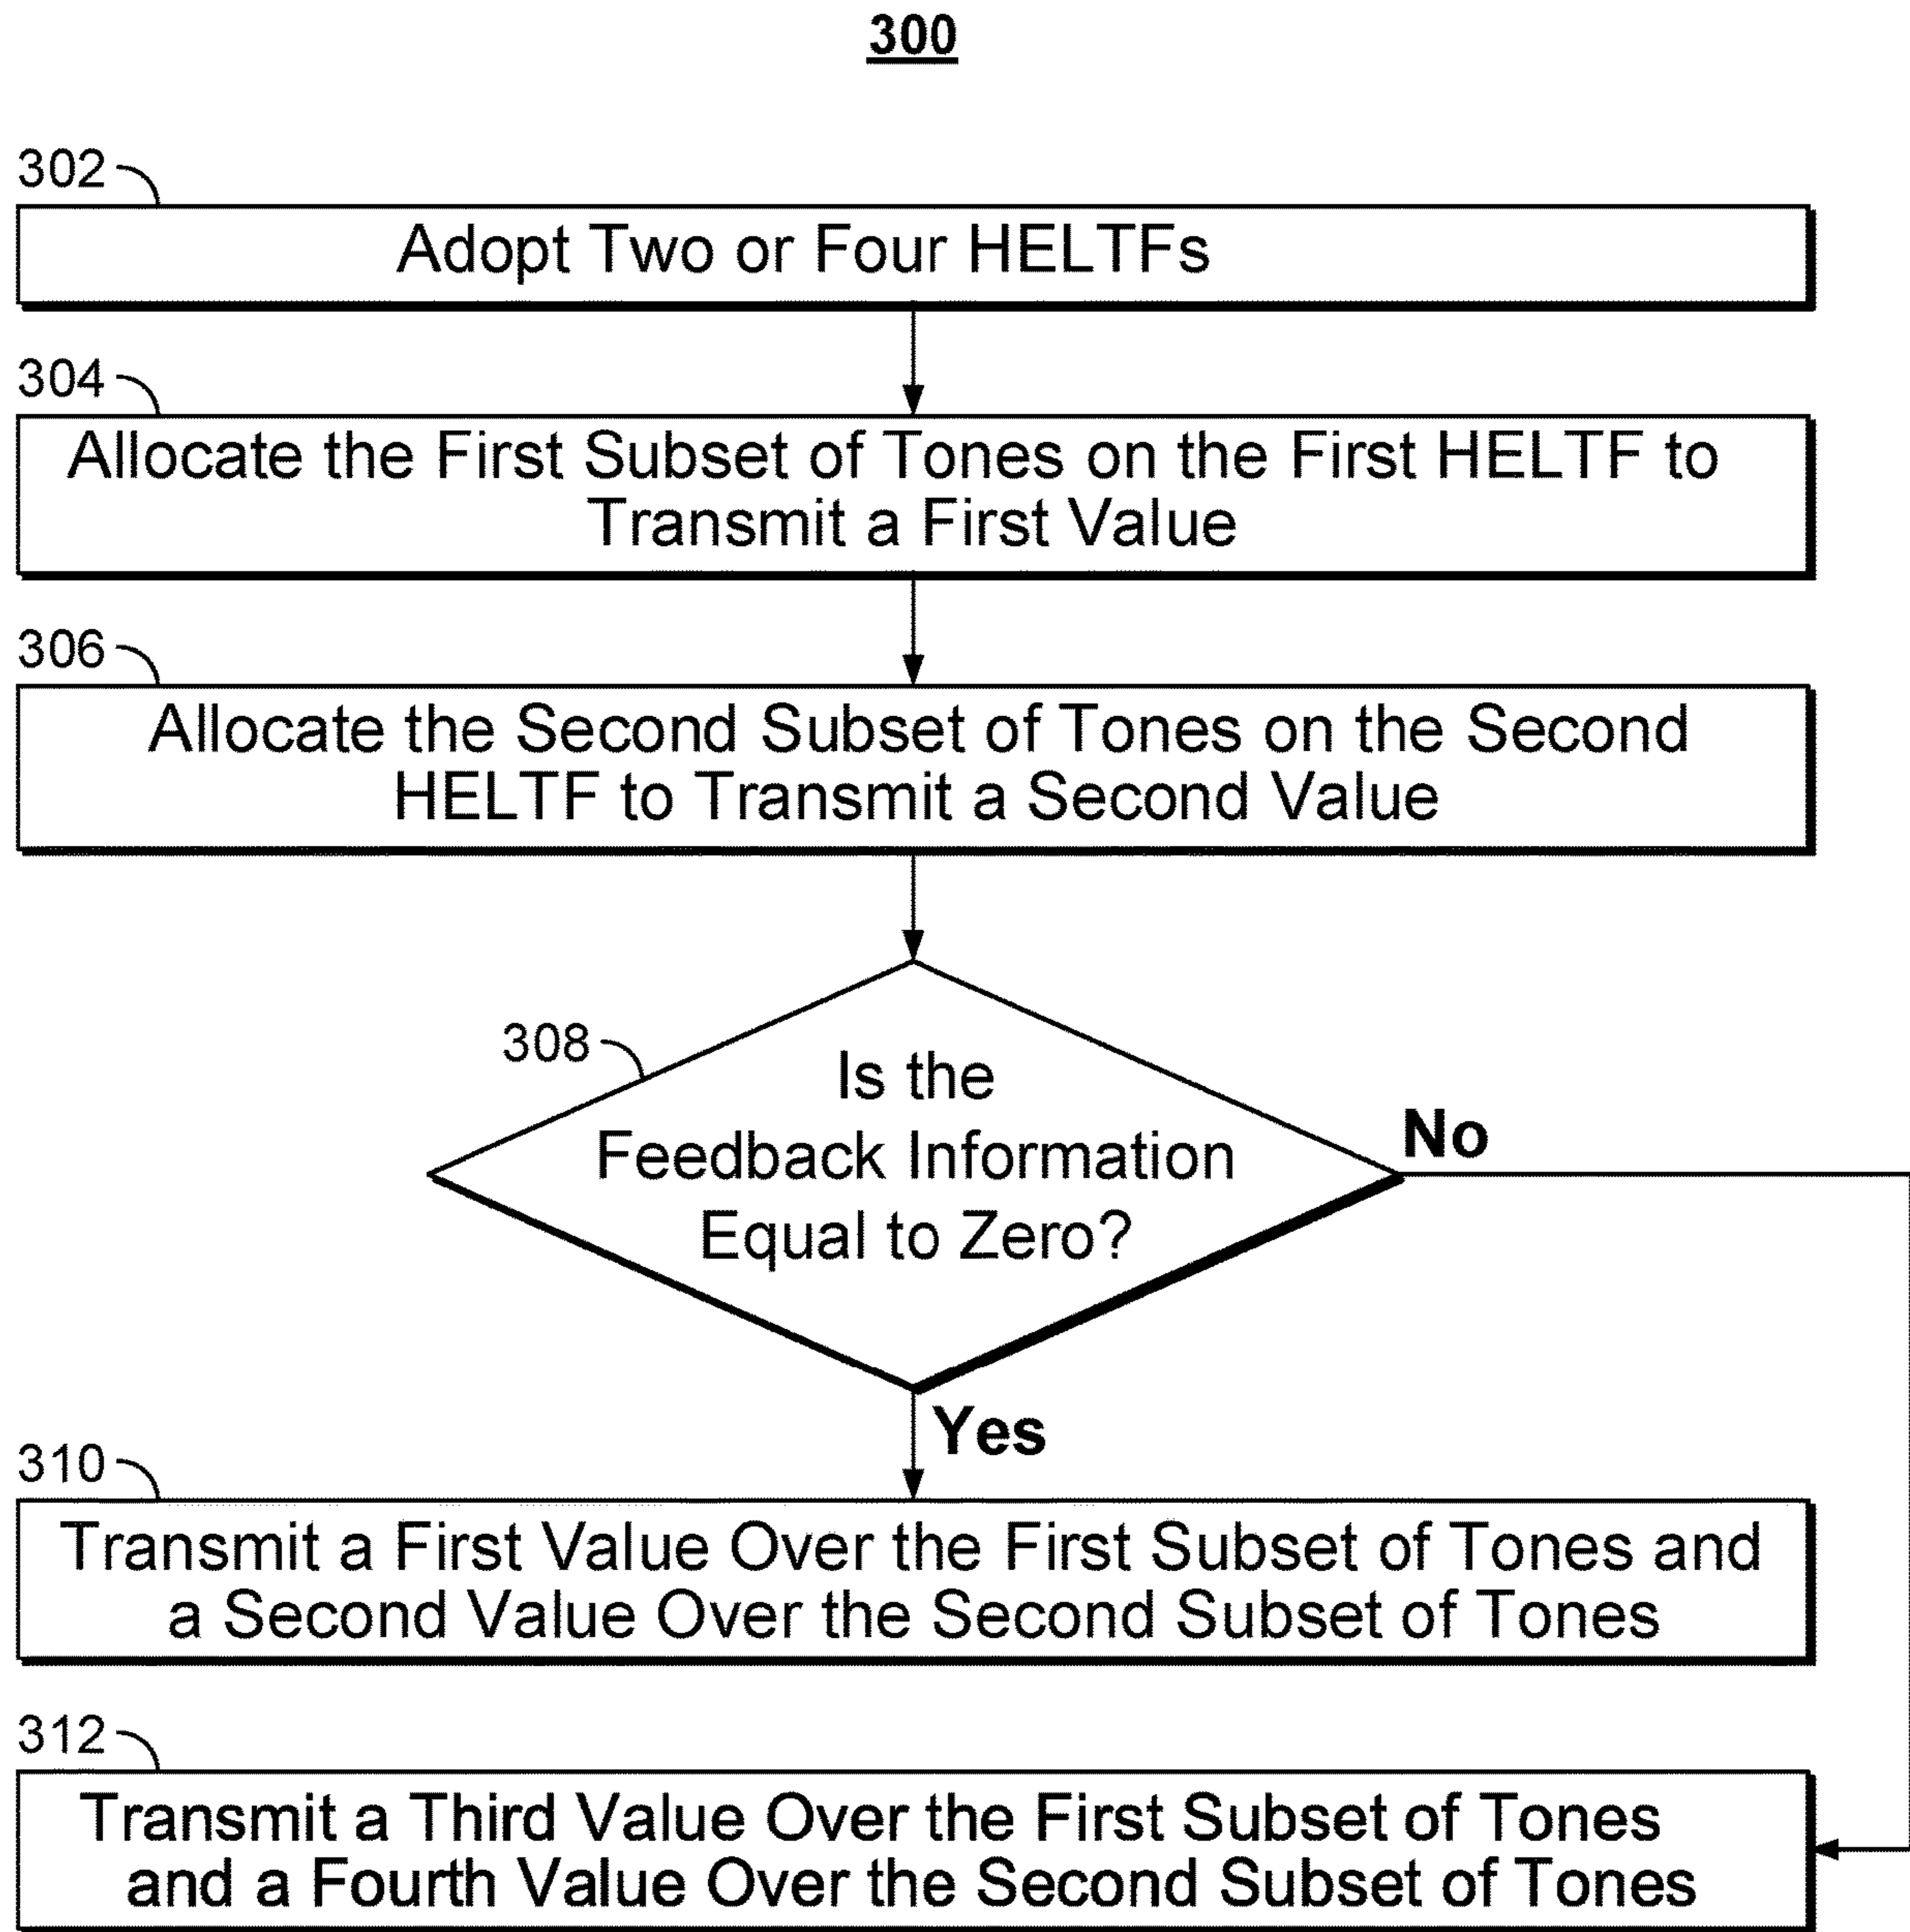 300
302
Adopt Two or Four HELTFs
304
Allocate the First Subset of Tones on the First HELTF to
Transmit a First Value
306
Allocate the Second Subset of Tones on the Second
HELTF to Transmit a Second Value
308
Is the
Feedback Information
Equal to Zero?
No
Yes
310
Transmit a First Value Over the First Subset of Tones and
a Second Value Over the Second Subset of Tones
312
Transmit a Third Value Over the First Subset of Tones
and a Fourth Value Over the Second Subset of Tones